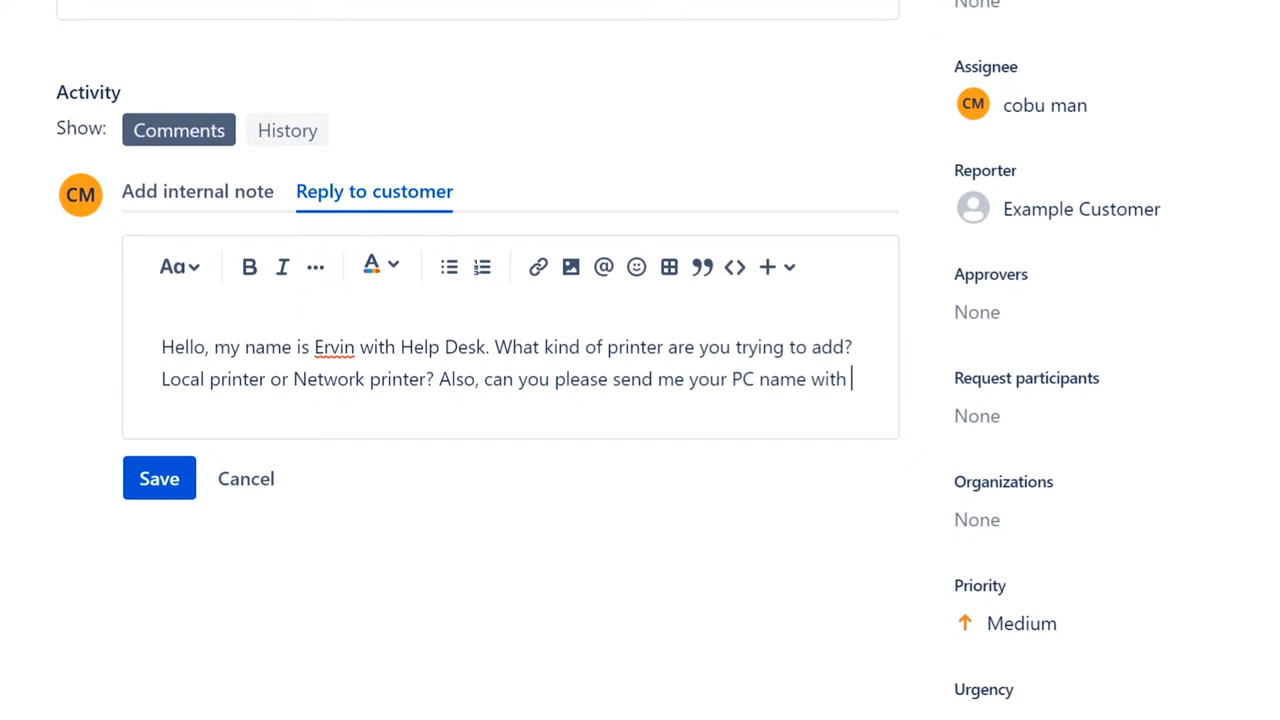 None
Assignee
CM cobu man
Activity
Show: Comments History
Reporter
CM Add internal note Reply to customer
Example Customer
Aa B I ... A
Approvers
None
Hello, my name is Ervin with Help Desk. What kind of printer are you trying to add?
Local printer or Network printer? Also, can you please send me your PC name with
Request participants
None
Save Cancel
Organizations
None
Priority
Medium
Urgency